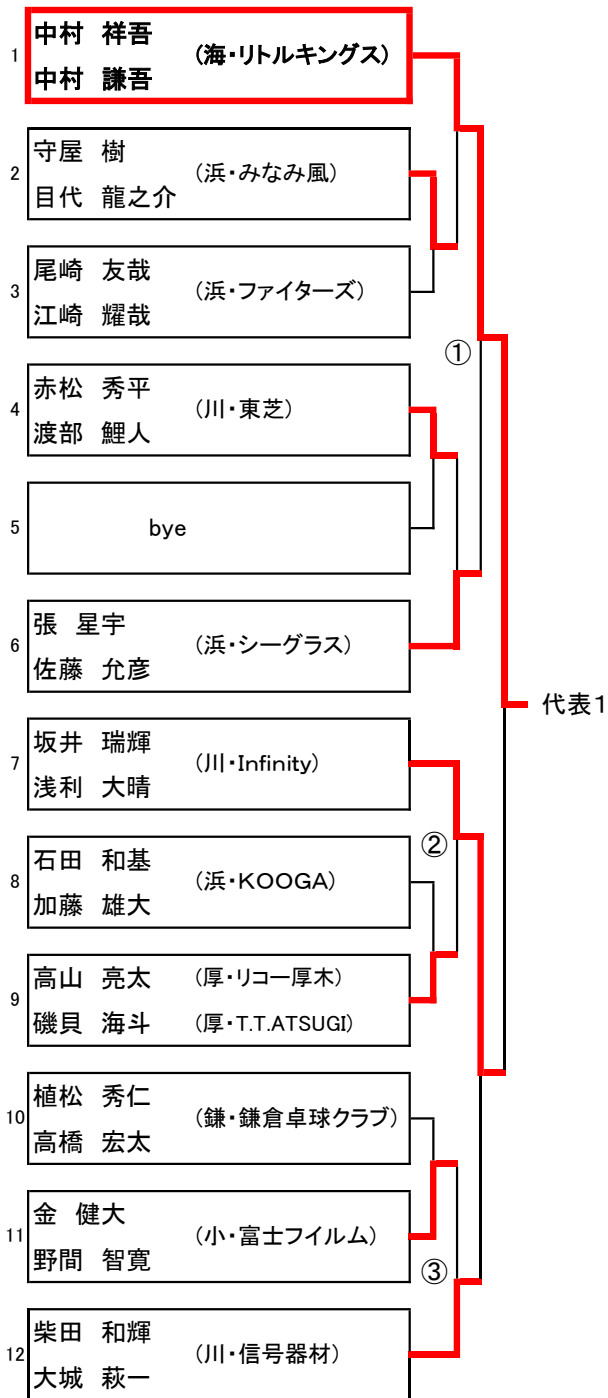 1 中村 祥吾 (海・リトルキングス)
中村 謙吾
2 守屋 樹 (浜・みなみ風)
目代 龍之介
3 尾崎 友哉 (浜・ファイターズ)
江崎 耀哉
①
4 赤松 秀平 (川・東芝)
渡部 鯉人
5 bye
6 張 星宇 (浜・シーグラス)
佐藤 允彦
代表1
7 坂井 瑞輝 (川・Infinity)
浅利 大晴
②
8 石田 和基 (浜・KOOGA)
加藤 雄大
9 高山 亮太 (厚・リコー厚木)
磯貝 海斗 (厚・T.T.ATSUGI)
10 植松 秀仁 (鎌・鎌倉卓球クラブ)
高橋 宏太
11 金 健大 (小・富士フイルム)
野間 智寛
③
12 柴田 和輝 (川・信号器材)
大城 萩一